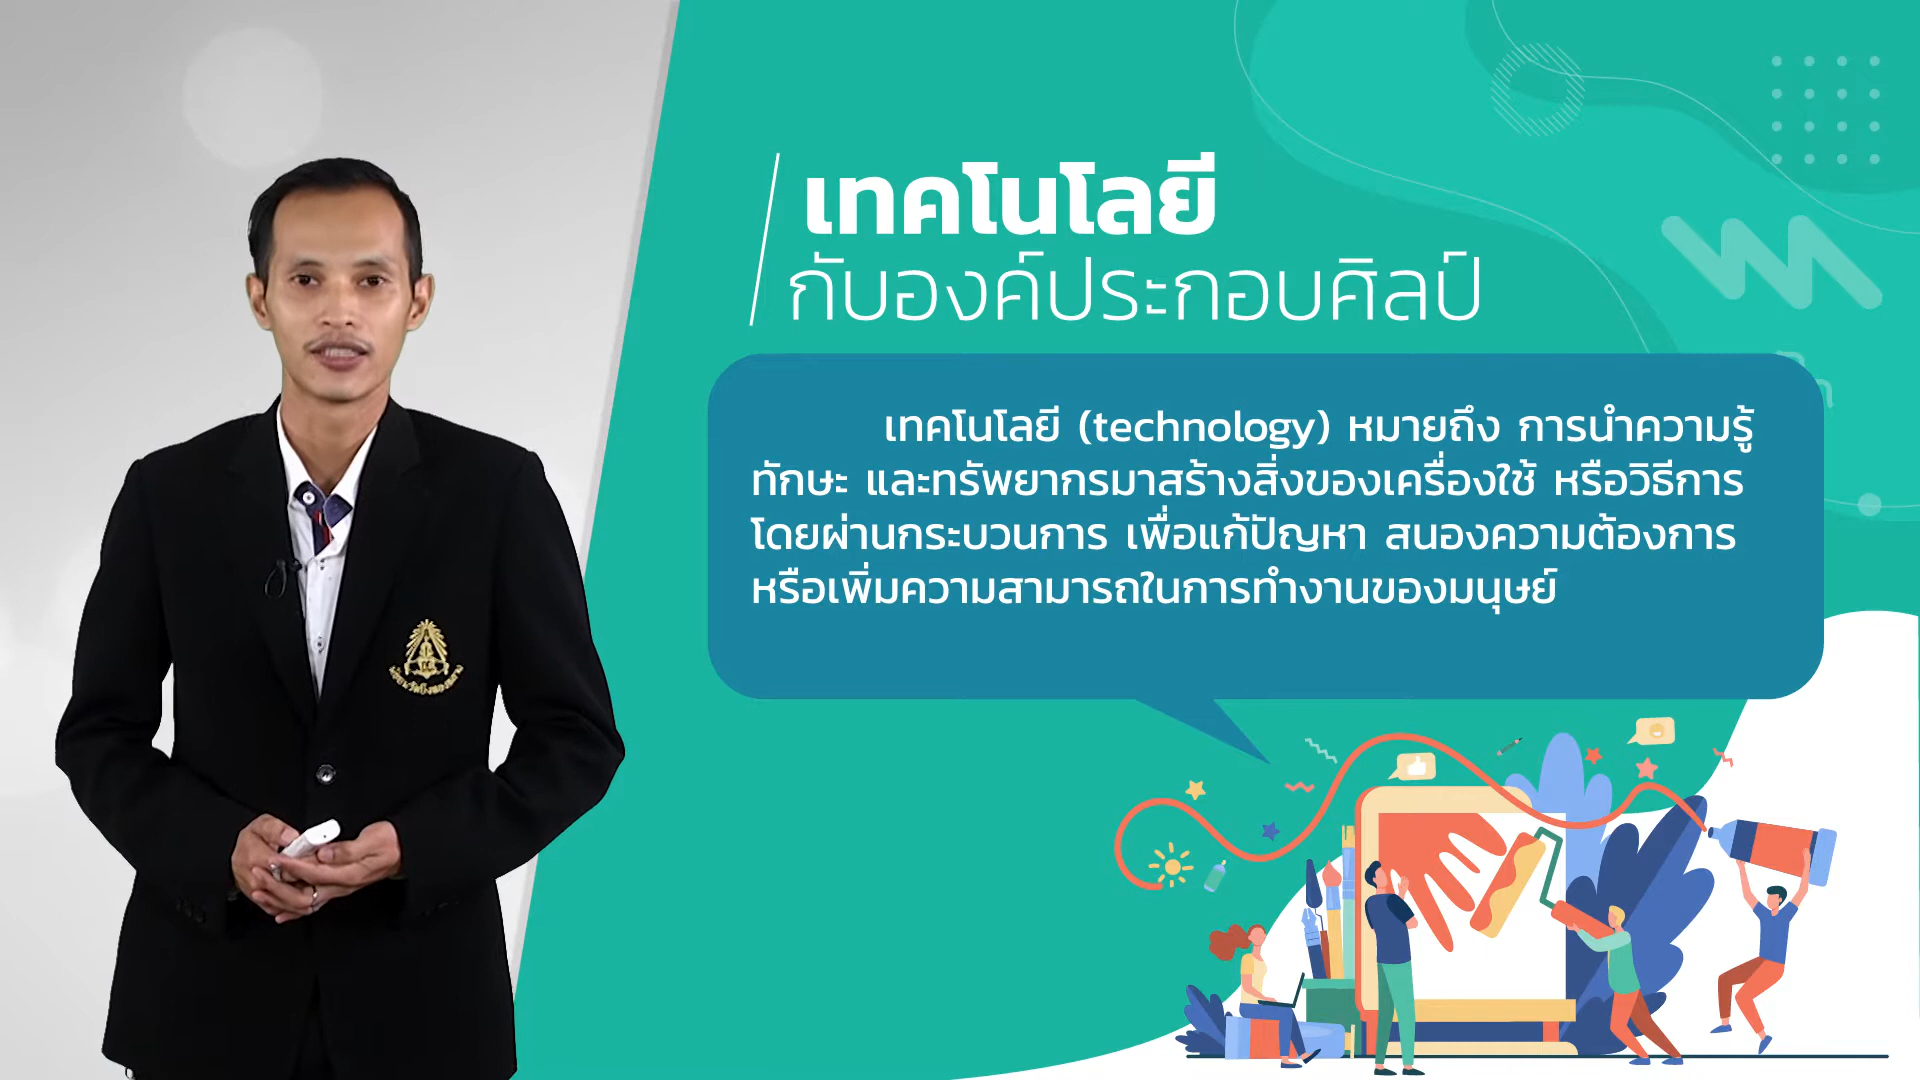 เทคโนโลยี
กับองค์ประกอบศิลป์
เทคโนโลยี (technology) หมายถึง การนำความรู้
ทักษะ และทรัพยากรมาสร้างสิ่งของเครื่องใช้ หรือวิธีการ
โดยผ่านกระบวนการ เพื่อแก้ปัญหา สนองความต้องการ
หรือเพิ่มความสามารถในการทำงานของมนุษย์